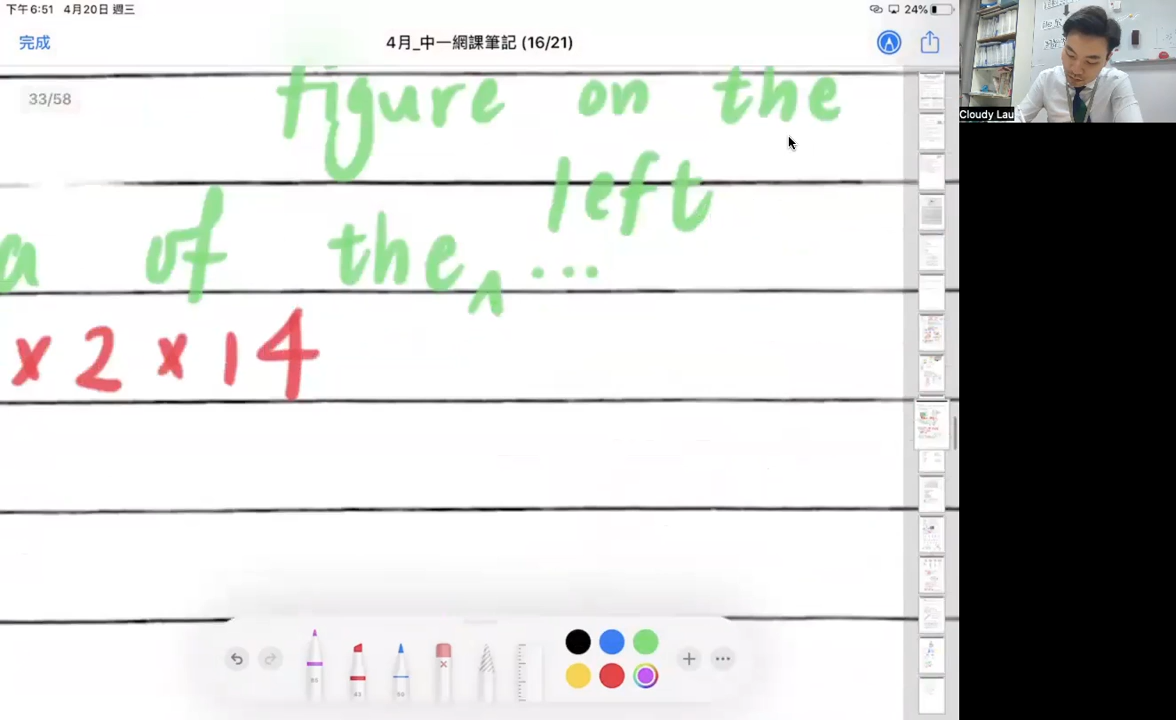 下午6:51 4月20日 週三
24%
完成
4月_中一網課筆記 (16/21)
33/58
figure on the
left
a of the ^ ...
x 2 x 14
Cloudy Lau